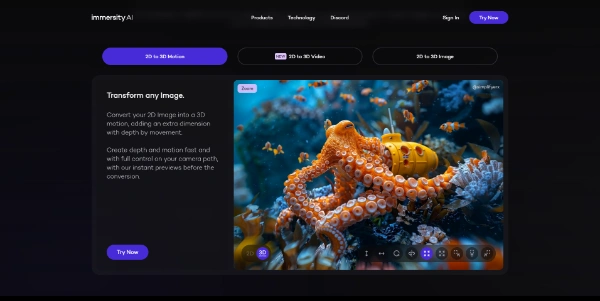 immersity AI
Products Technology Discord
Sign In Try Now
2D to 3D Motion
NEW 2D to 3D Video
2D to 3D Image
Transform any Image.
Convert your 2D Image into a 3D
motion, adding an extra dimension
with depth by movement.
Create depth and motion fast and
with full control on your camera path,
with our instant previews before the
conversion.
Try Now
Zoom
2D 3D